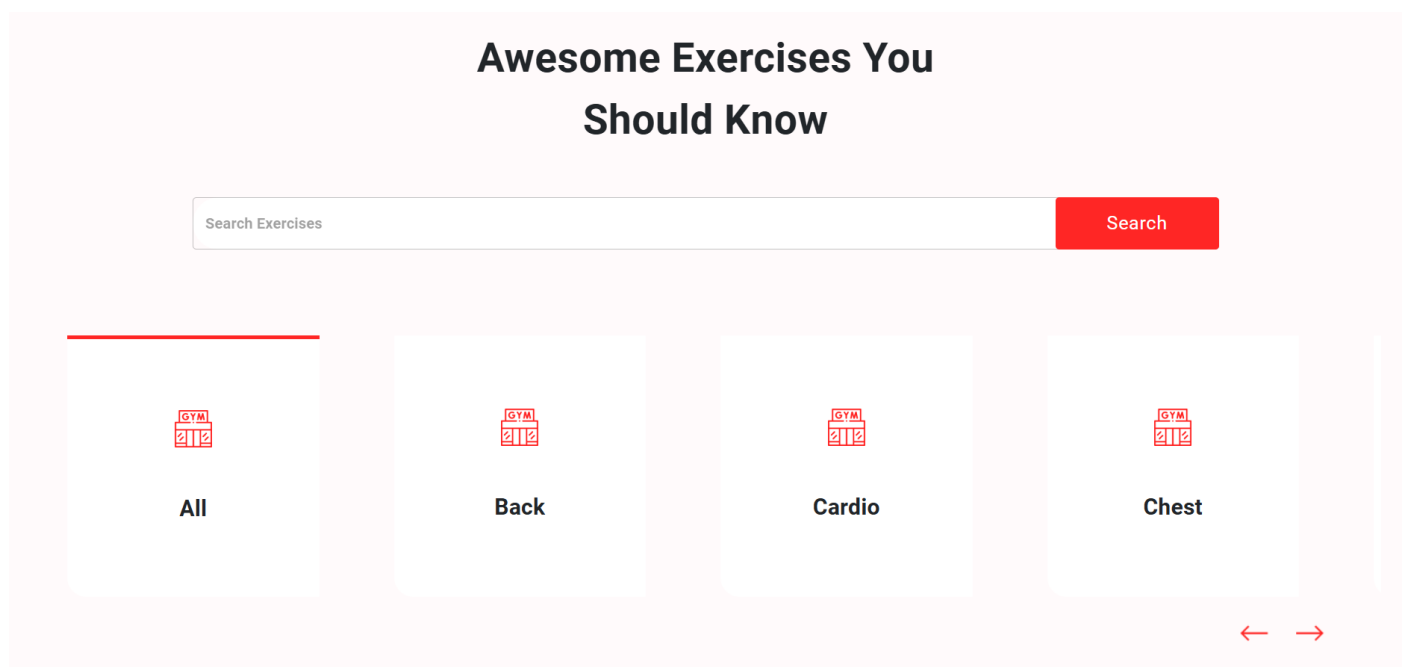 Awesome Exercises You
Should Know
Search Exercises
Search
GYM
GYM
GYM
GYM
All
Back
Cardio
Chest